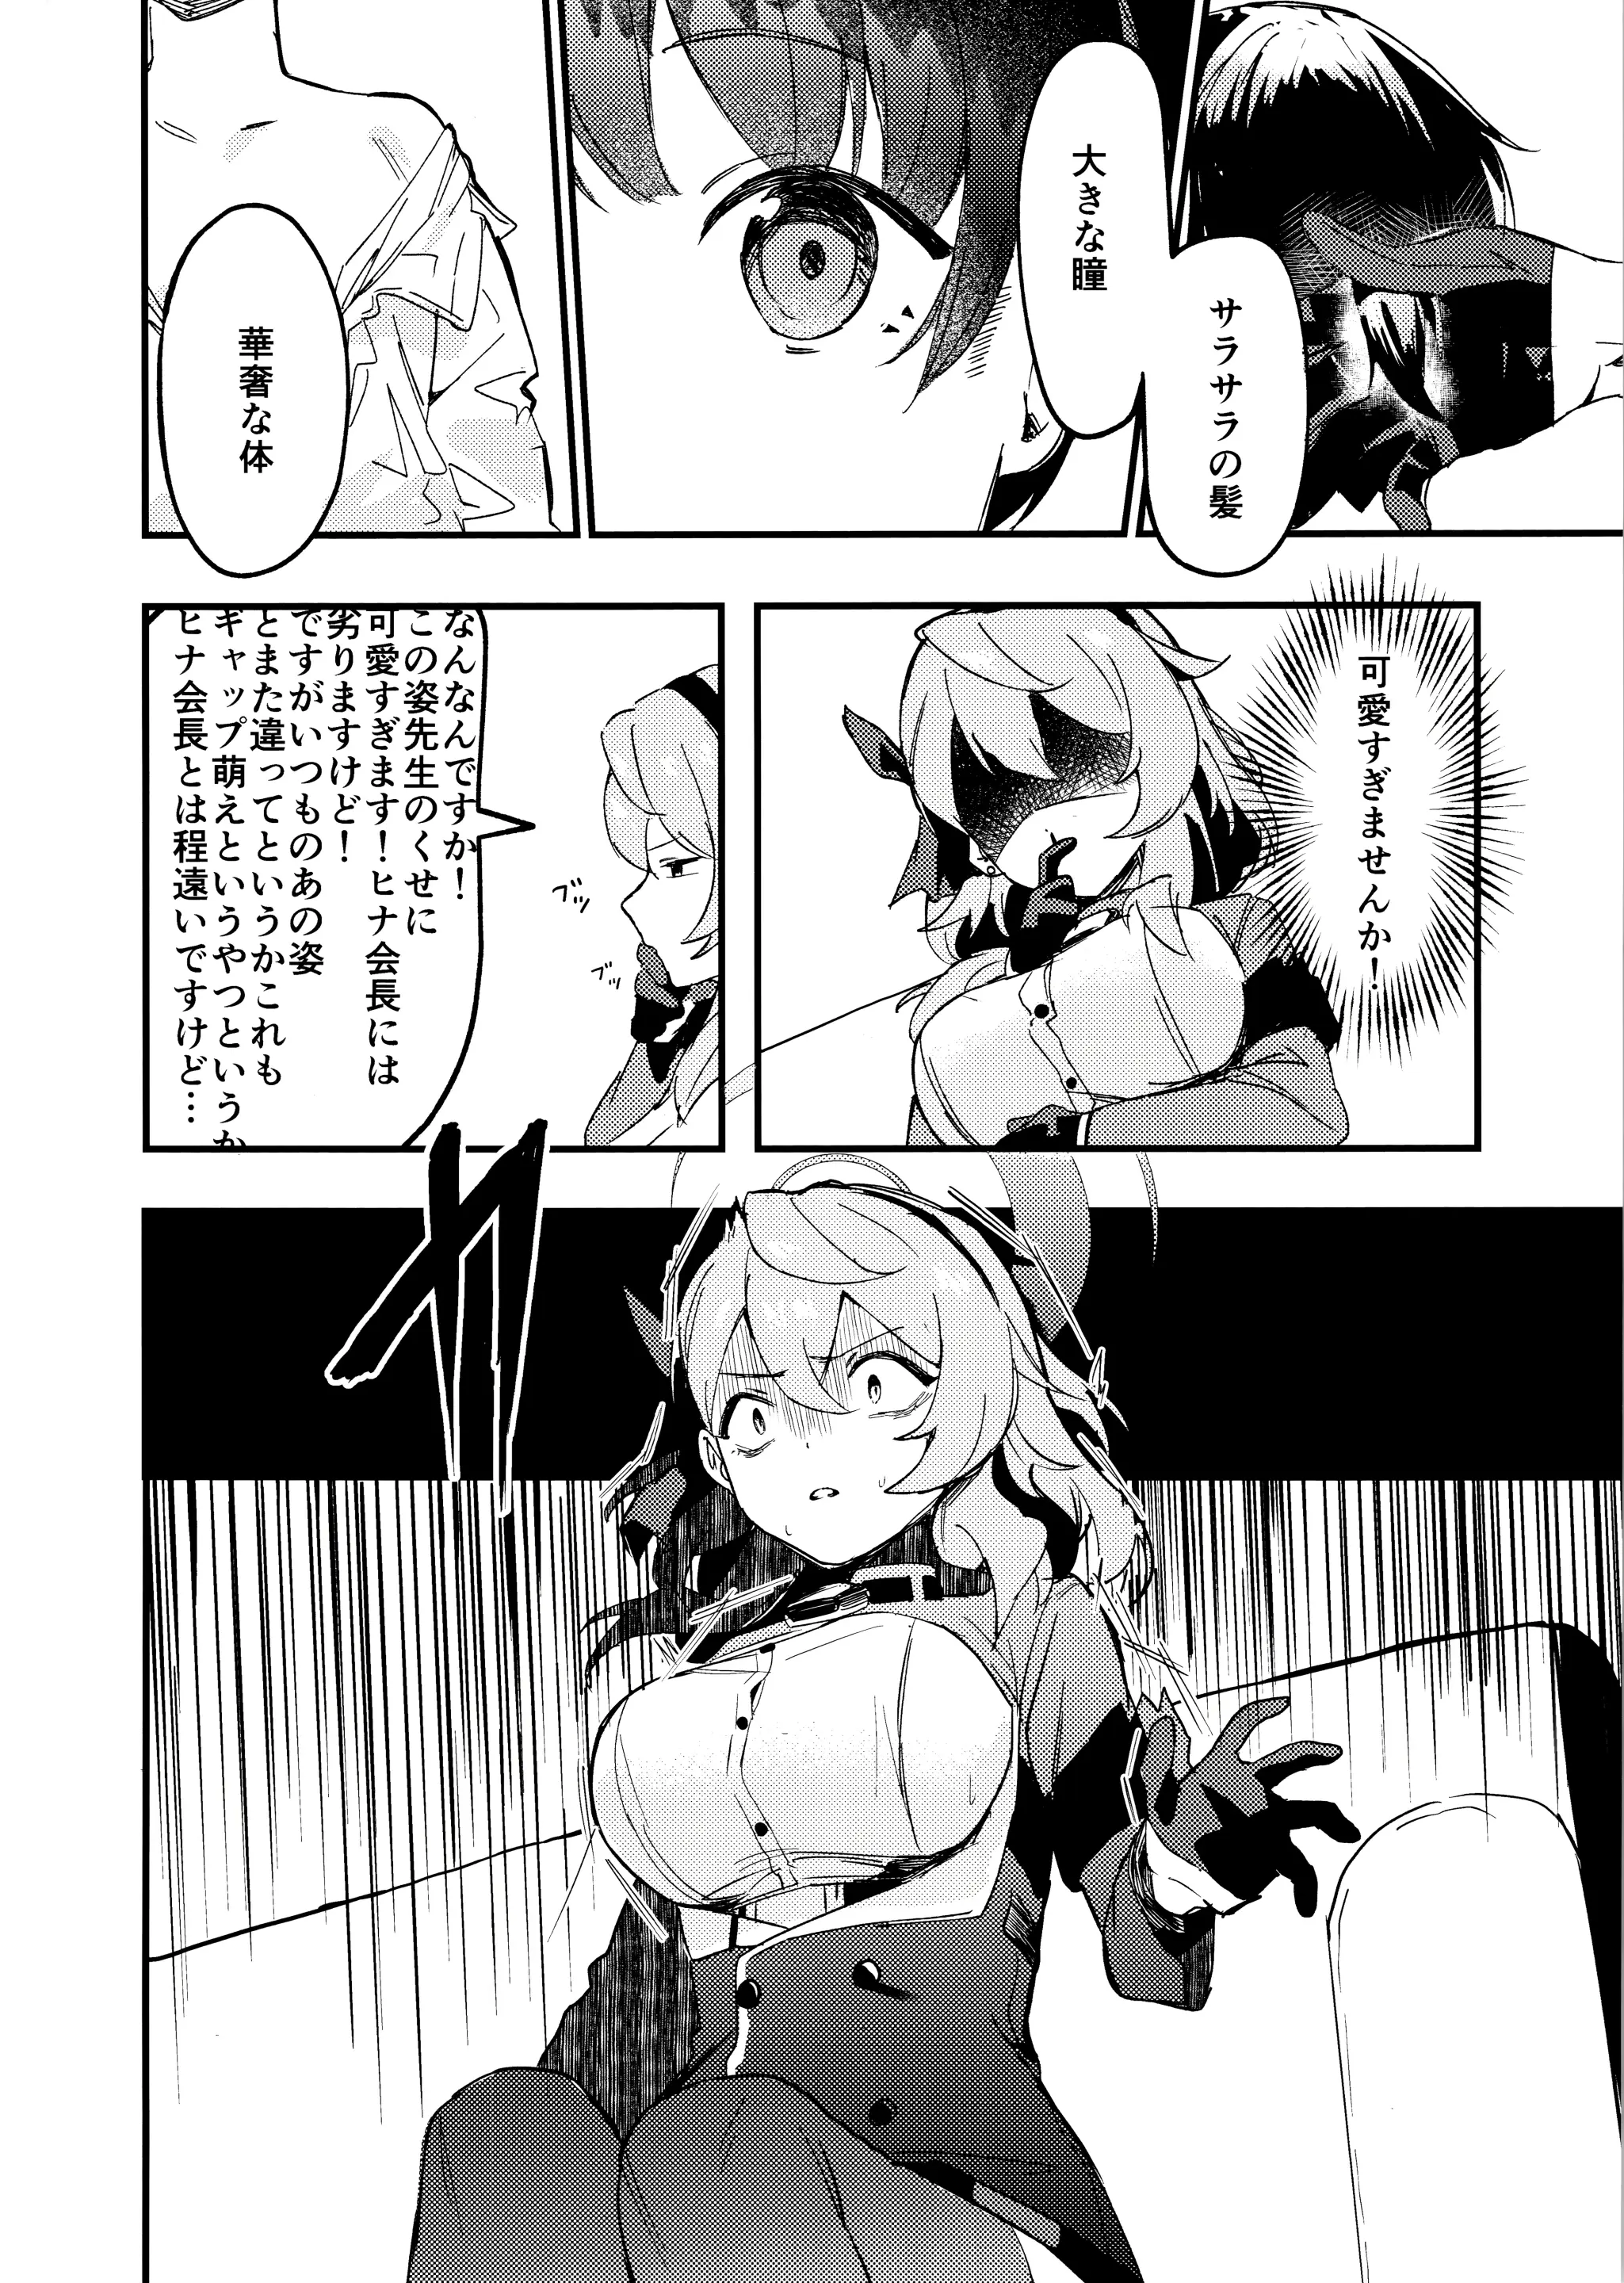 サラサラの髪
大きな瞳
華奢な体
可愛すぎませんか！
なんなんですか！
この姿先生のくせに
可愛すぎます！ヒナ会長には
劣りますけど！
ですがいつものあの姿
とまた違ってというかこれも
ギャップ萌えというやつというか
ヒナ会長とは程遠いですけど…
ブツ
ブツ
ハッ